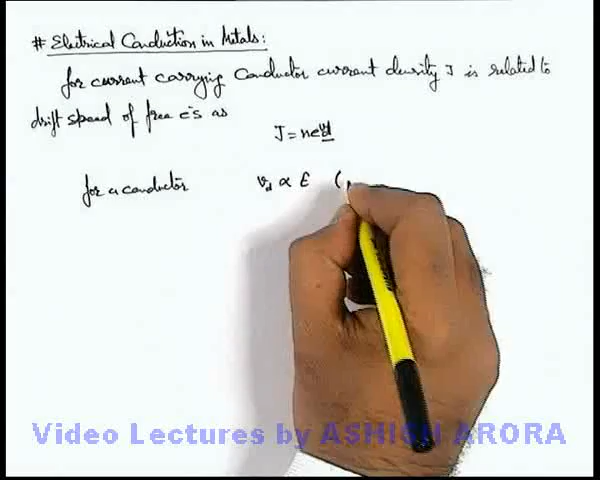 # Electrical Conduction in Metals:
for current carrying Conductor current density J is related to
drift speed of free e⁻s as
J = nevd
for a conductor v_d ∝ E (
Video Lectures by ASHISH ARORA